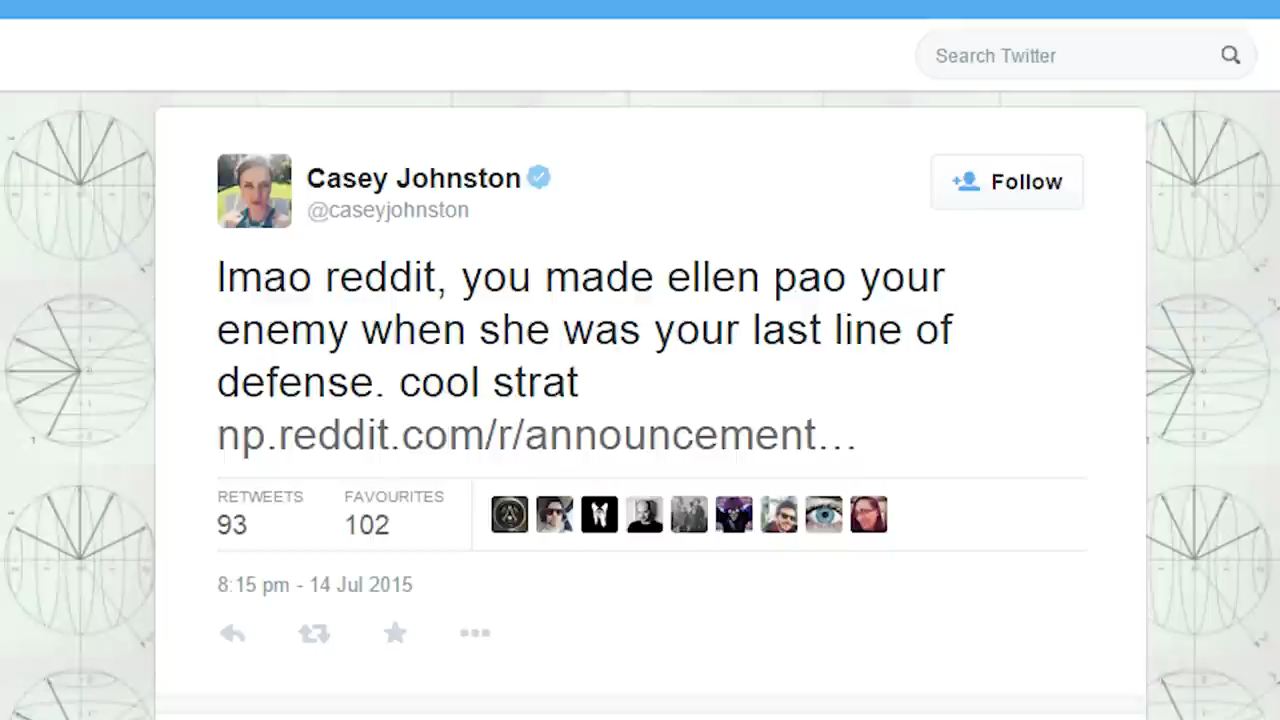 Search Twitter
Casey Johnston
@caseyjohnston
Follow
lmao reddit, you made ellen pao your
enemy when she was your last line of
defense. cool strat
np.reddit.com/r/announcement…
RETWEETS FAVOURITES
93 102
8:15 pm - 14 Jul 2015